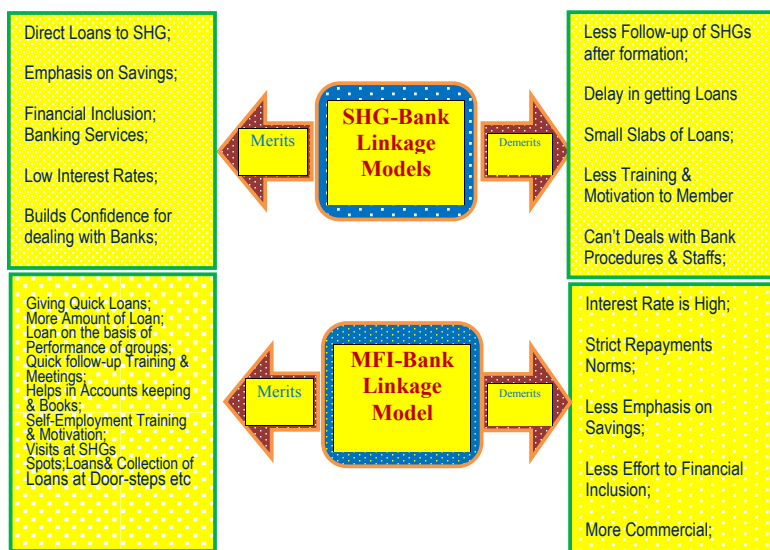 Direct Loans to SHG;
Emphasis on Savings;
Financial Inclusion;
Banking Services;
Low Interest Rates;
Builds Confidence for
dealing with Banks;
Merits
SHG-Bank
Linkage
Models
Demerits
Less Follow-up of SHGs
after formation;
Delay in getting Loans
Small Slabs of Loans;
Less Training &
Motivation to Member
Can't Deals with Bank
Procedures & Staffs;
Giving Quick Loans;
More Amount of Loan;
Loan on the basis of
Performance of groups;
Quick follow-up Training &
Meetings;
Helps in Accounts keeping
& Books;
Self-Employment Training
& Motivation;
Visits at SHGs
Spots;Loans& Collection of
Loans at Door-steps etc
Merits
MFI-Bank
Linkage
Model
Demerits
Interest Rate is High;
Strict Repayments
Norms;
Less Emphasis on
Savings;
Less Effort to Financial
Inclusion;
More Commercial;